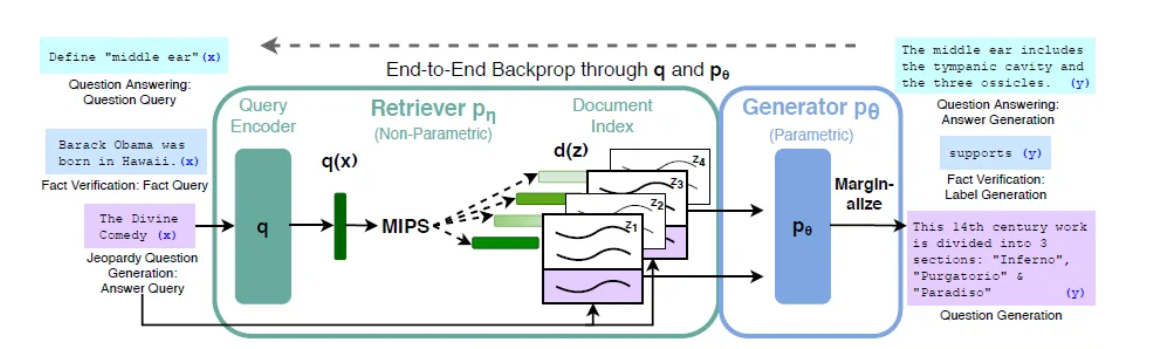 Define "middle ear" (x)
Question Answering:
Question Query
Barack Obama was
born in Hawaii. (x)
Fact Verification: Fact Query
The Divine
Comedy (x)
Jeopardy Question
Generation:
Answer Query
End-to-End Backprop through q and pθ
Query
Encoder
q
Retriever pη
(Non-Parametric)
q(x)
MIPS
Document
Index
d(z)
z4
z3
z2
z1
Generator pθ
(Parametric)
pθ
Margin-
alize
The middle ear includes
the tympanic cavity and
the three ossicles. (y)
Question Answering:
Answer Generation
supports (y)
Fact Verification:
Label Generation
This 14th century work
is divided into 3
sections: "Inferno",
"Purgatorio" &
"Paradiso" (y)
Question Generation